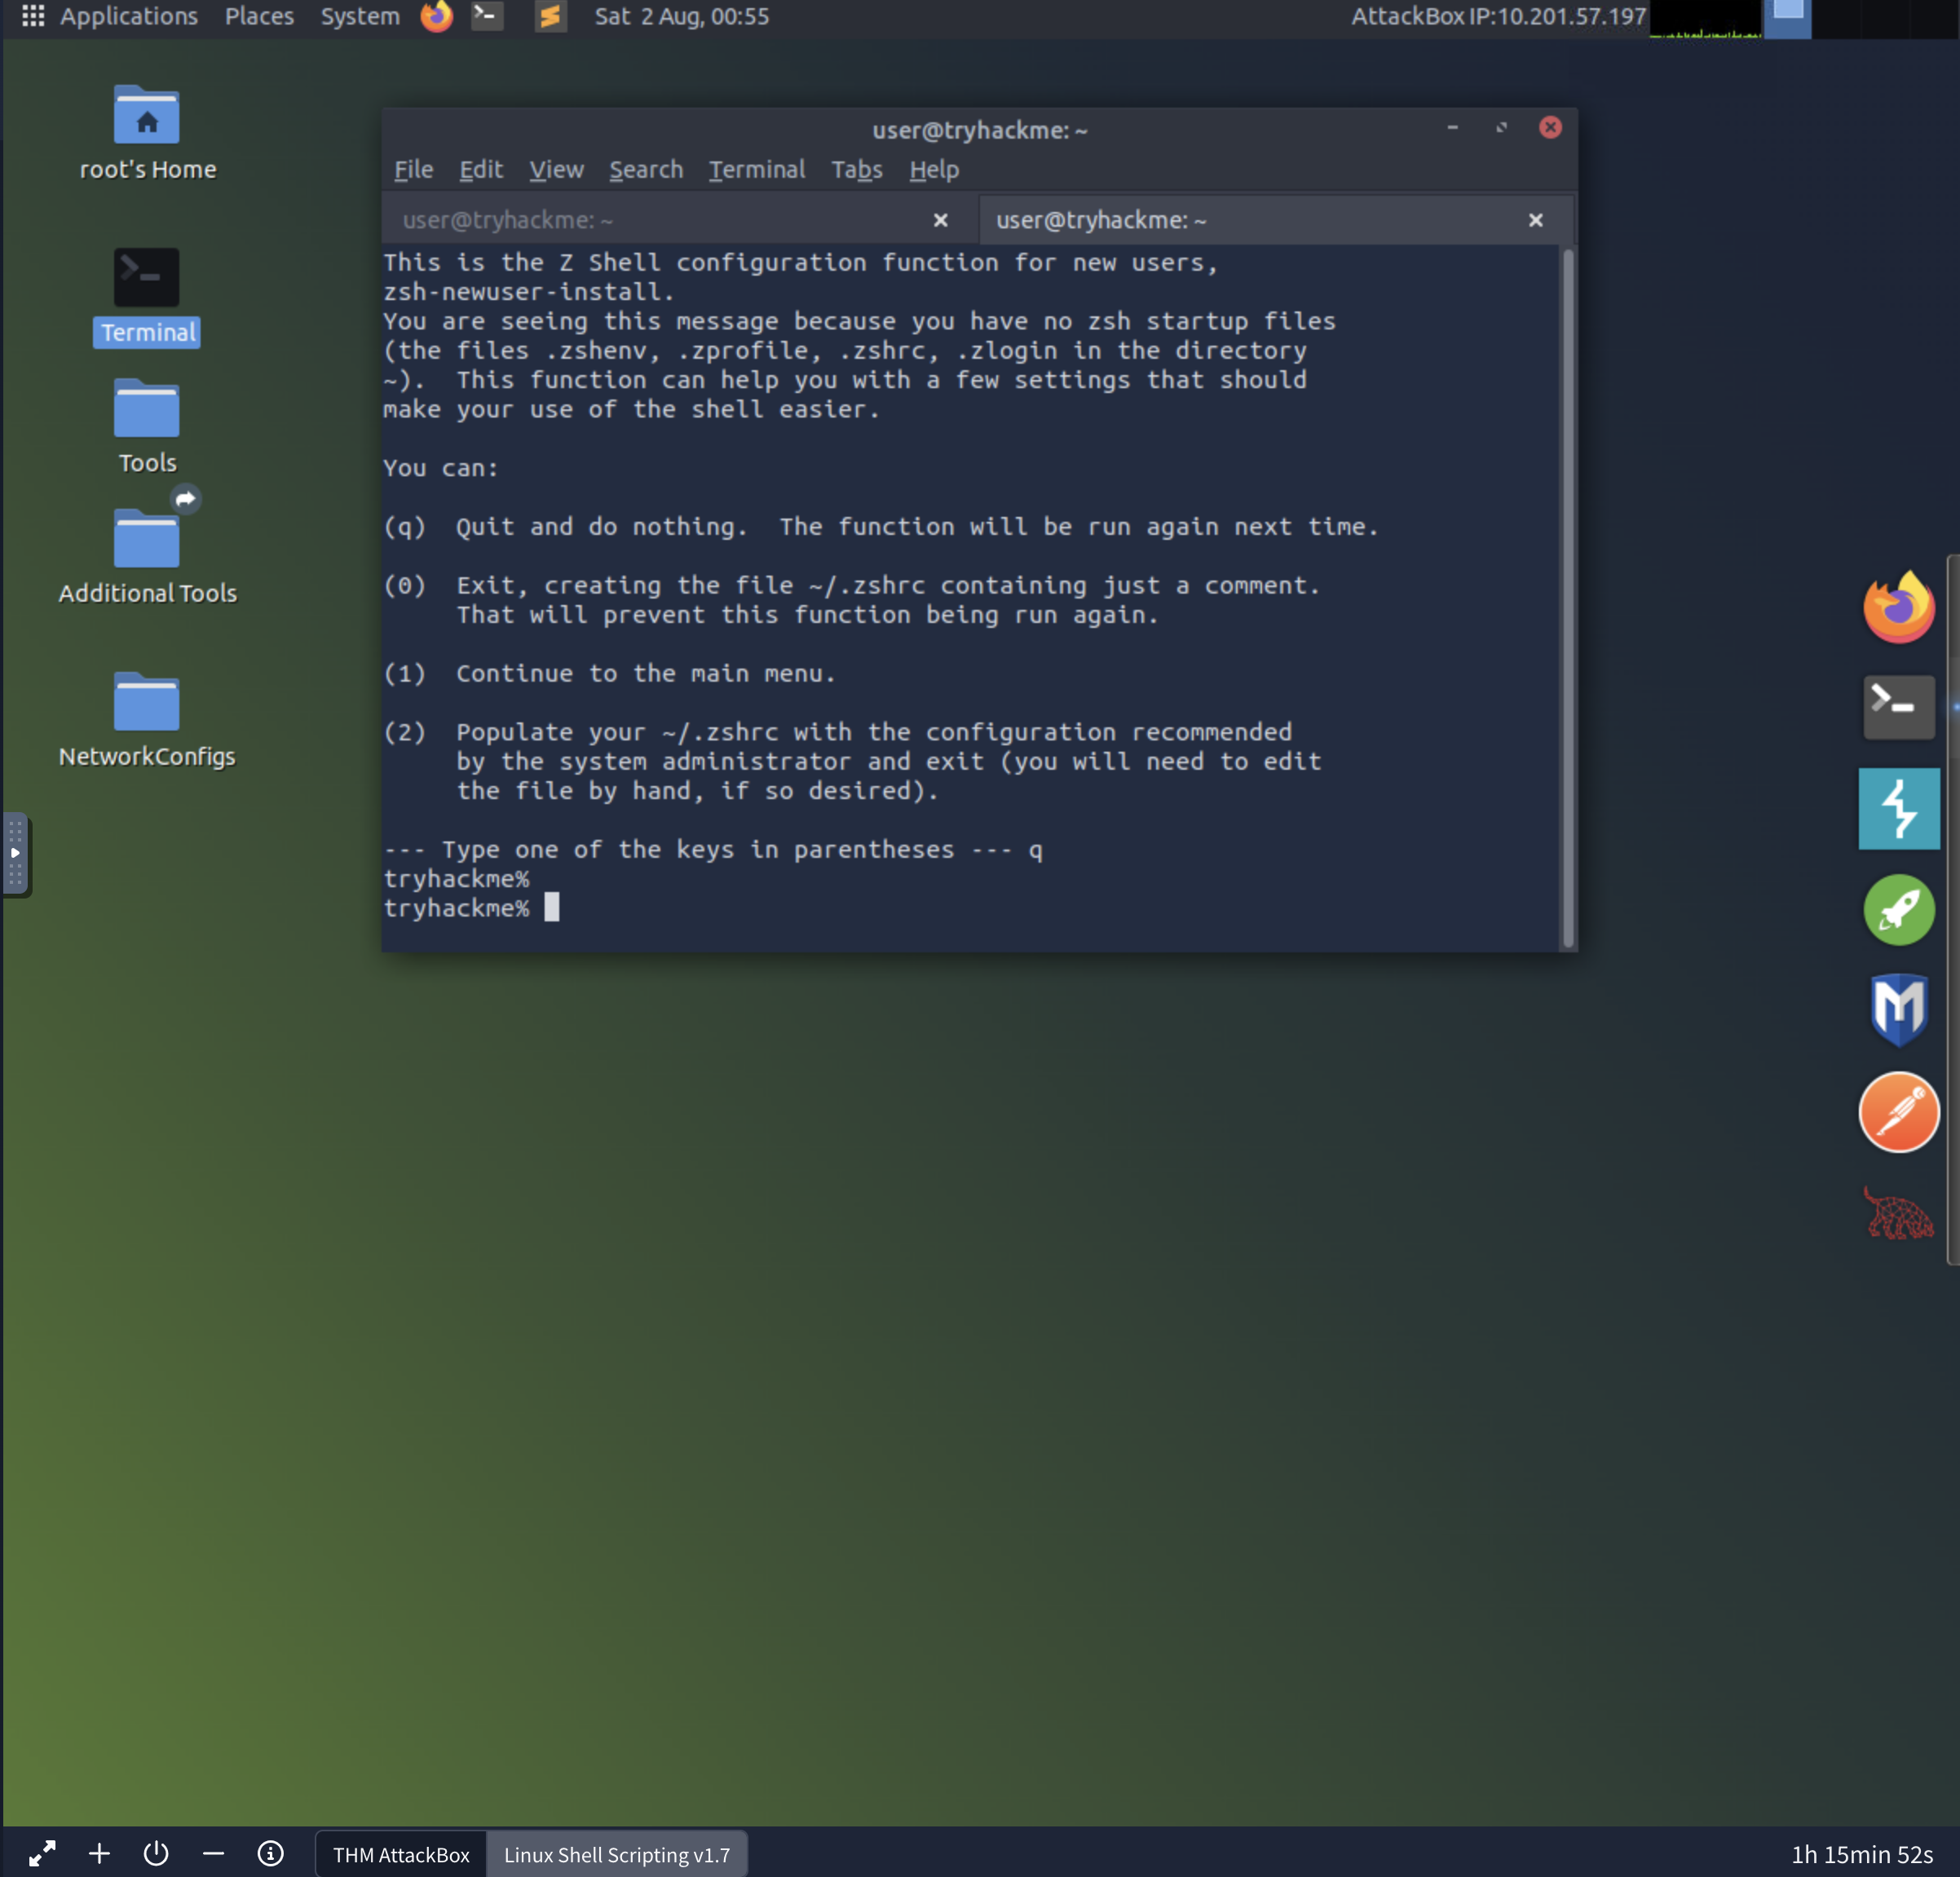 Applications Places System Sat 2 Aug, 00:55 AttackBox IP:10.201.57.197
root's Home
Terminal
Tools
Additional Tools
NetworkConfigs
user@tryhackme: ~
File Edit View Search Terminal Tabs Help
user@tryhackme: ~ user@tryhackme: ~
This is the Z Shell configuration function for new users,
zsh-newuser-install.
You are seeing this message because you have no zsh startup files
(the files .zshenv, .zprofile, .zshrc, .zlogin in the directory
~).  This function can help you with a few settings that should
make your use of the shell easier.
You can:
(q)  Quit and do nothing.  The function will be run again next time.
(0)  Exit, creating the file ~/.zshrc containing just a comment.
     That will prevent this function being run again.
(1)  Continue to the main menu.
(2)  Populate your ~/.zshrc with the configuration recommended
     by the system administrator and exit (you will need to edit
     the file by hand, if so desired).
--- Type one of the keys in parentheses --- q
tryhackme%
tryhackme%
THM AttackBox Linux Shell Scripting v1.7 1h 15min 52s